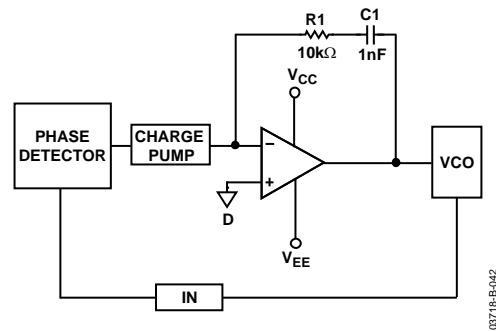 R1
10kΩ
C1
1nF
VCC
PHASE
DETECTOR
CHARGE
PUMP
–
+
D
VEE
VCO
IN
03718-B-042